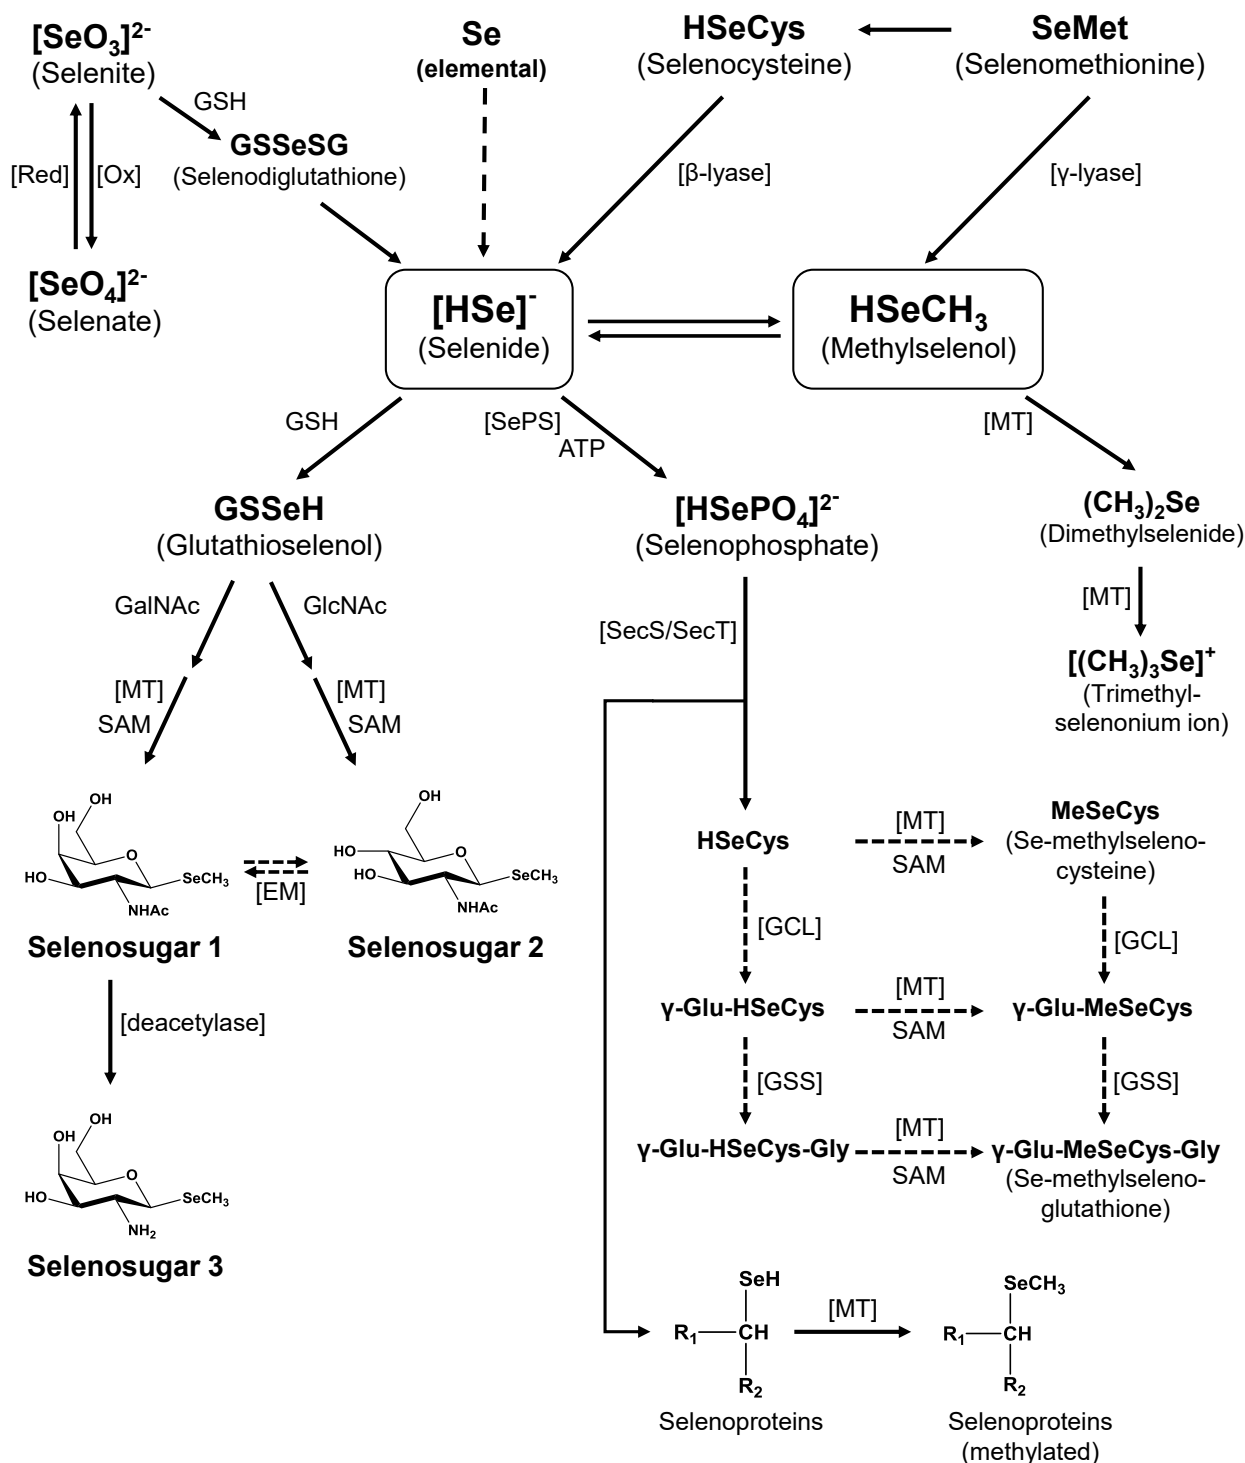 [SeO3]2-
(Selenite)
Se
(elemental)
HSeCys
(Selenocysteine)
SeMet
(Selenomethionine)
GSH
GSSeSG
(Selenodiglutathione)
[Red]
[Ox]
[β-lyase]
[γ-lyase]
[SeO4]2-
(Selenate)
[HSe]-
(Selenide)
HSeCH3
(Methylselenol)
GSH
[SePS]
ATP
[MT]
GSSeH
(Glutathioselenol)
[HSePO4]2-
(Selenophosphate)
(CH3)2Se
(Dimethylselenide)
GalNAc
GlcNAc
[SecS/SecT]
[MT]
[MT]
SAM
[MT]
SAM
[(CH3)3Se]+
(Trimethyl-
selenonium ion)
OH
OH
O
HO
SeCH3
NHAc
Selenosugar 1
[EM]
OH
HO
O
HO
SeCH3
NHAc
Selenosugar 2
HSeCys
[MT]
SAM
MeSeCys
(Se-methylseleno-
cysteine)
[GCL]
[GCL]
γ-Glu-HSeCys
[MT]
SAM
γ-Glu-MeSeCys
[deacetylase]
[GSS]
[GSS]
γ-Glu-HSeCys-Gly
[MT]
SAM
γ-Glu-MeSeCys-Gly
(Se-methylseleno-
glutathione)
OH
OH
O
HO
SeCH3
NH2
Selenosugar 3
SeH
R1
CH
R2
Selenoproteins
[MT]
SeCH3
R1
CH
R2
Selenoproteins
(methylated)